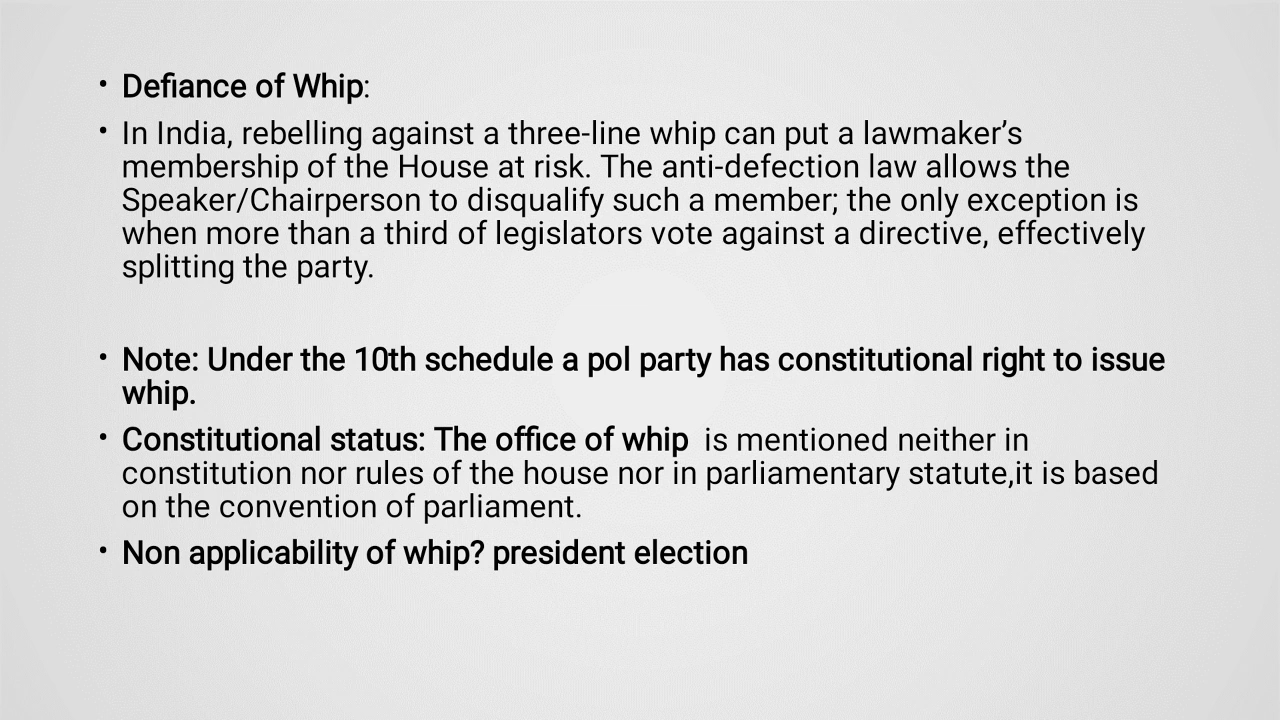 • Defiance of Whip:
• In India, rebelling against a three-line whip can put a lawmaker’s
membership of the House at risk. The anti-defection law allows the
Speaker/Chairperson to disqualify such a member; the only exception is
when more than a third of legislators vote against a directive, effectively
splitting the party.
• Note: Under the 10th schedule a pol party has constitutional right to issue
whip.
• Constitutional status: The office of whip  is mentioned neither in
constitution nor rules of the house nor in parliamentary statute,it is based
on the convention of parliament.
• Non applicability of whip? president election